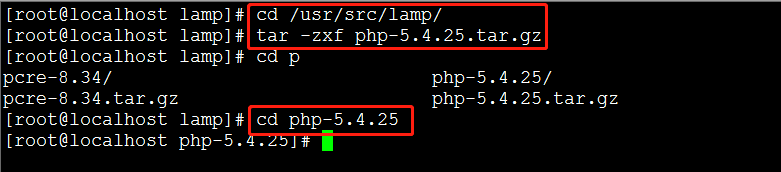 [root@localhost lamp]# cd /usr/src/lamp/
[root@localhost lamp]# tar -zxf php-5.4.25.tar.gz
[root@localhost lamp]# cd p
pcre-8.34/ php-5.4.25/
pcre-8.34.tar.gz php-5.4.25.tar.gz
[root@localhost lamp]# cd php-5.4.25
[root@localhost php-5.4.25]#